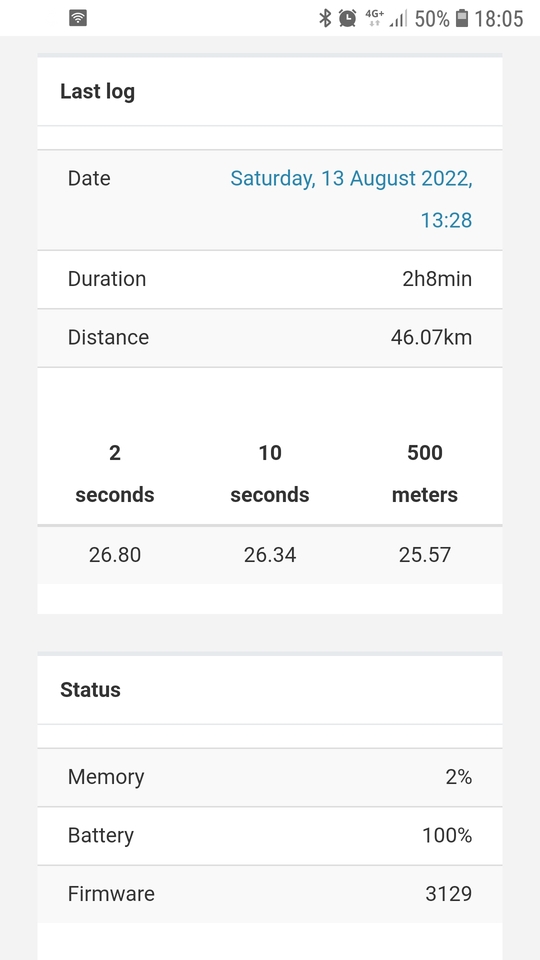 4G+ 50% 18:05
Last log
Date Saturday, 13 August 2022,
13:28
Duration 2h8min
Distance 46.07km
2 10 500
seconds seconds meters
26.80 26.34 25.57
Status
Memory 2%
Battery 100%
Firmware 3129